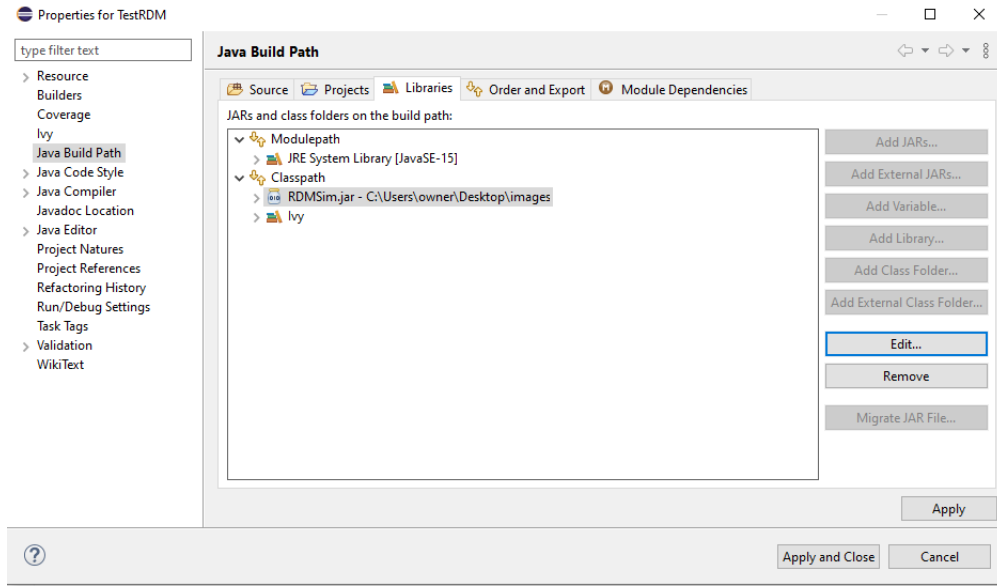 Properties for TestRDM
type filter text
Resource
Builders
Coverage
Ivy
Java Build Path
Java Code Style
Java Compiler
Javadoc Location
Java Editor
Project Natures
Project References
Refactoring History
Run/Debug Settings
Task Tags
Validation
WikiText
Java Build Path
Source Projects Libraries Order and Export Module Dependencies
JARs and class folders on the build path:
Modulepath
JRE System Library [JavaSE-15]
Classpath
RDMSim.jar - C:\Users\owner\Desktop\images
Ivy
Add JARs...
Add External JARs...
Add Variable...
Add Library...
Add Class Folder...
Add External Class Folder...
Edit...
Remove
Migrate JAR File...
Apply
?
Apply and Close Cancel